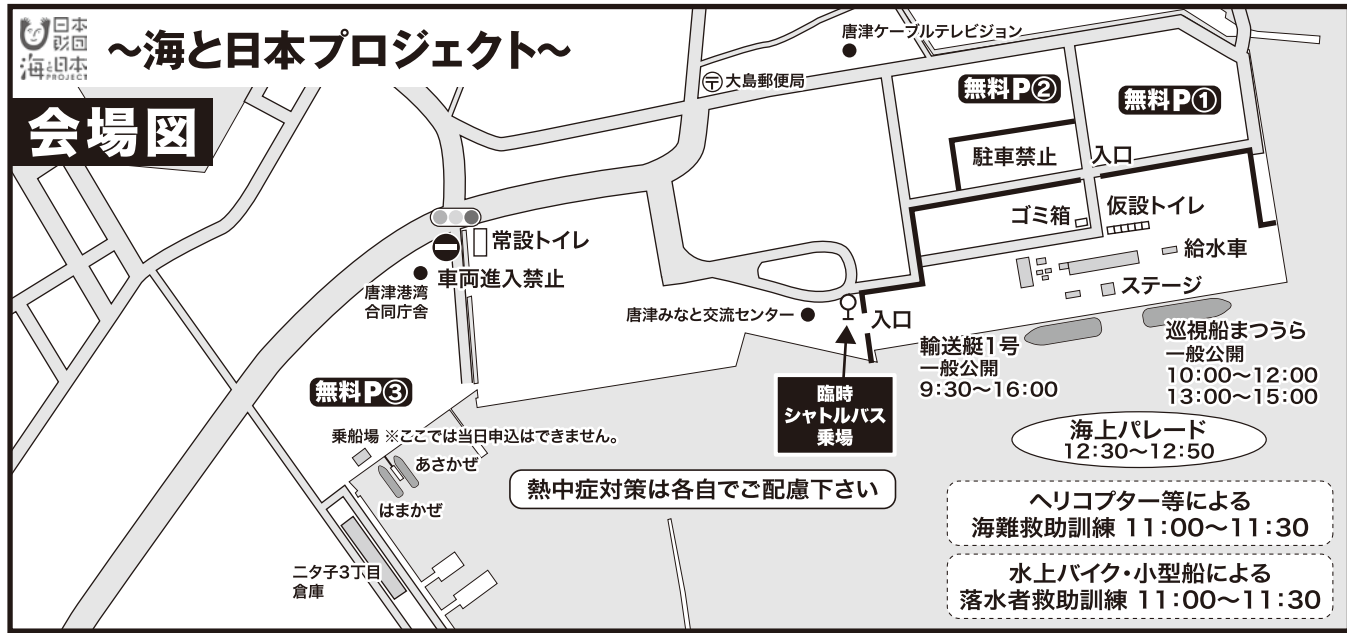 日本
財団
海と日本
PROJECT
～海と日本プロジェクト～
会場図
唐津ケーブルテレビジョン
〒大島郵便局
無料P②
無料P①
駐車禁止
入口
ゴミ箱
仮設トイレ
給水車
ステージ
常設トイレ
車両進入禁止
唐津港湾
合同庁舎
唐津みなと交流センター
入口
輸送艇1号
一般公開
9:30～16:00
巡視船まつうら
一般公開
10:00～12:00
13:00～15:00
臨時
シャトルバス
乗場
無料P③
乗船場 ※ここでは当日申込はできません。
あさかぜ
はまかぜ
海上パレード
12:30～12:50
熱中症対策は各自でご配慮下さい
ヘリコプター等による
海難救助訓練 11:00～11:30
水上バイク・小型船による
落水者救助訓練 11:00～11:30
二タ子3丁目
倉庫